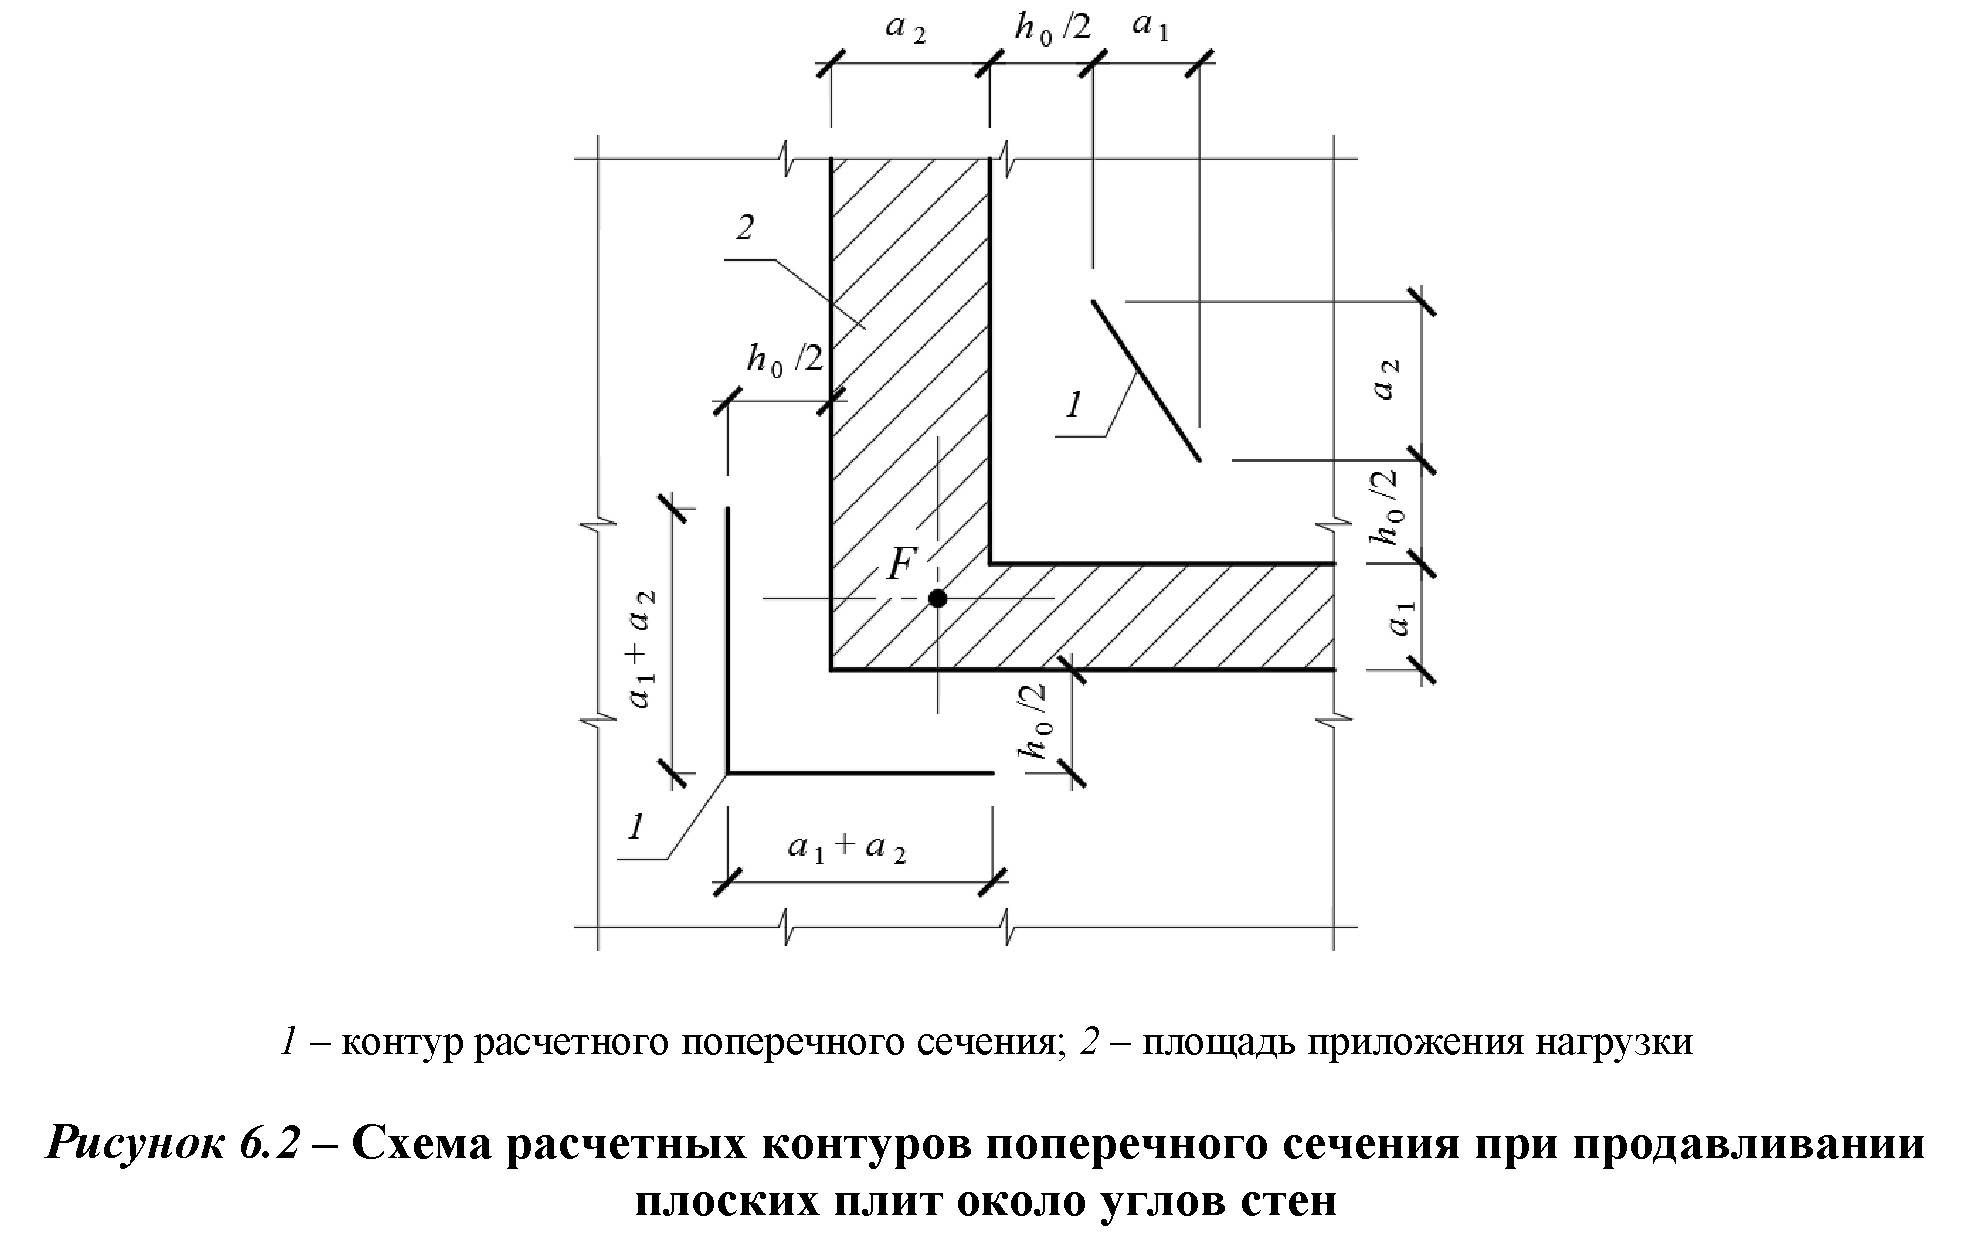 a 2 h 0 /2 a 1
2
h 0 /2
1
a 2
h 0 /2
F
a 1
a 1 + a 2
h 0 /2
1
a 1 + a 2
1 – контур расчетного поперечного сечения; 2 – площадь приложения нагрузки
Рисунок 6.2 – Схема расчетных контуров поперечного сечения при продавливании
плоских плит около углов стен